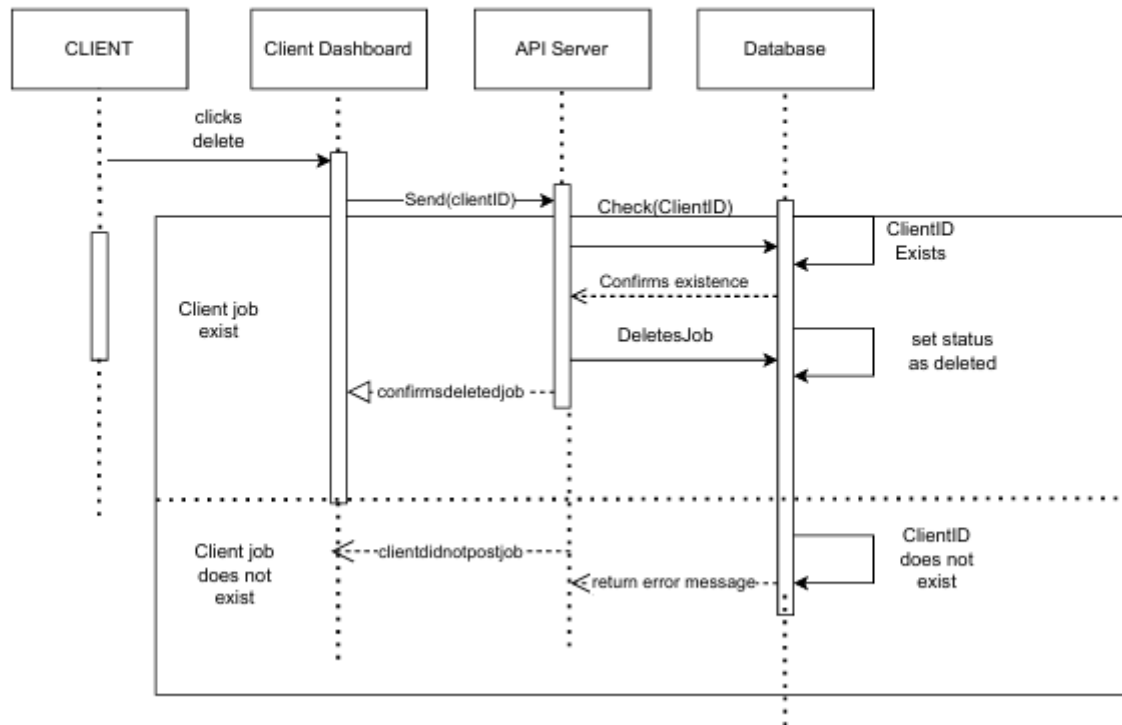 CLIENT
Client Dashboard
API Server
Database
clicks
delete
Send(clientID)
Check(ClientID)
ClientID
Exists
Confirms existence
Client job
exist
DeletesJob
set status
as deleted
confirmsdeletedjob
Client job
does not
exist
clientdidnotpostjob
ClientID
does not
exist
return error message